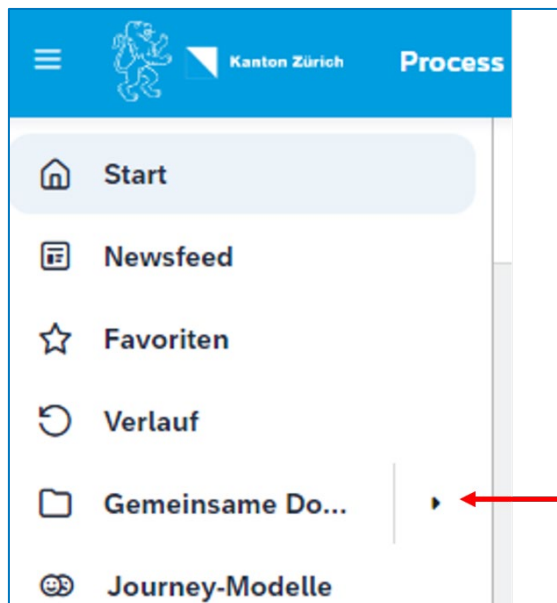 Kanton Zürich Process
Start
Newsfeed
Favoriten
Verlauf
Gemeinsame Do...
Journey-Modelle